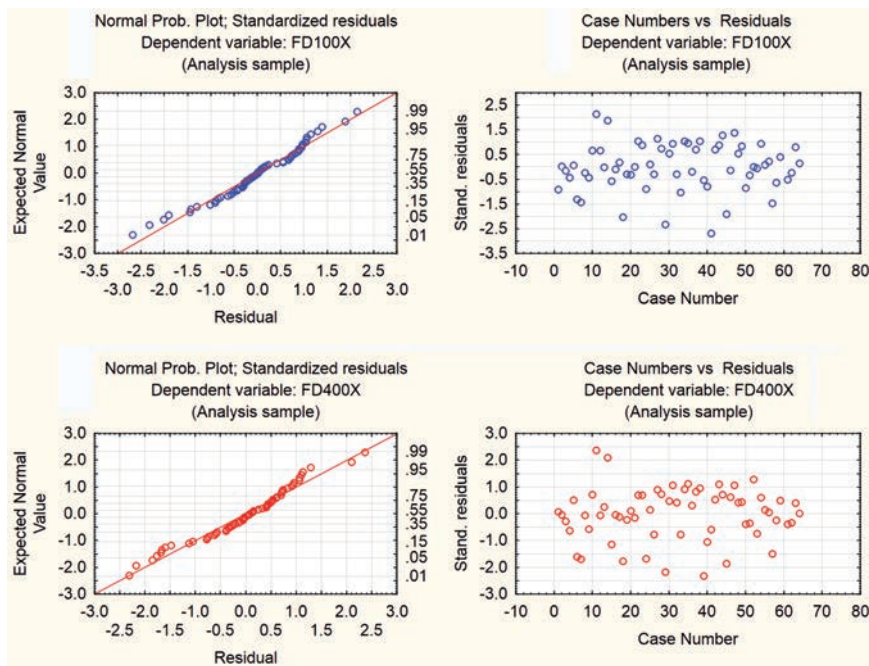 Normal Prob. Plot; Standardized residuals
Dependent variable: FD100X
(Analysis sample)
Expected Normal
Value
3.0
2.0
1.0
0.0
-1.0
-2.0
-3.0
.99
.95
.75
.55
.35
.15
.05
.01
-3.5 -2.5 -1.5 -0.5 0.5 1.5 2.5
-3.0 -2.0 -1.0 0.0 1.0 2.0 3.0
Residual
Case Numbers vs Residuals
Dependent variable: FD100X
(Analysis sample)
Stand. residuals
2.5
1.5
0.5
-0.5
-1.5
-2.5
-3.5
-10 0 10 20 30 40 50 60 70 80
Case Number
Normal Prob. Plot; Standardized residuals
Dependent variable: FD400X
(Analysis sample)
Expected Normal
Value
3.0
2.0
1.0
0.0
-1.0
-2.0
-3.0
.99
.95
.75
.55
.35
.15
.05
.01
-3.0 -2.0 -1.0 0.0 1.0 2.0 3.0
-2.5 -1.5 -0.5 0.5 1.5 2.5
Residual
Case Numbers vs Residuals
Dependent variable: FD400X
(Analysis sample)
Stand. residuals
3.0
2.0
1.0
0.0
-1.0
-2.0
-3.0
-10 0 10 20 30 40 50 60 70 80
Case Number